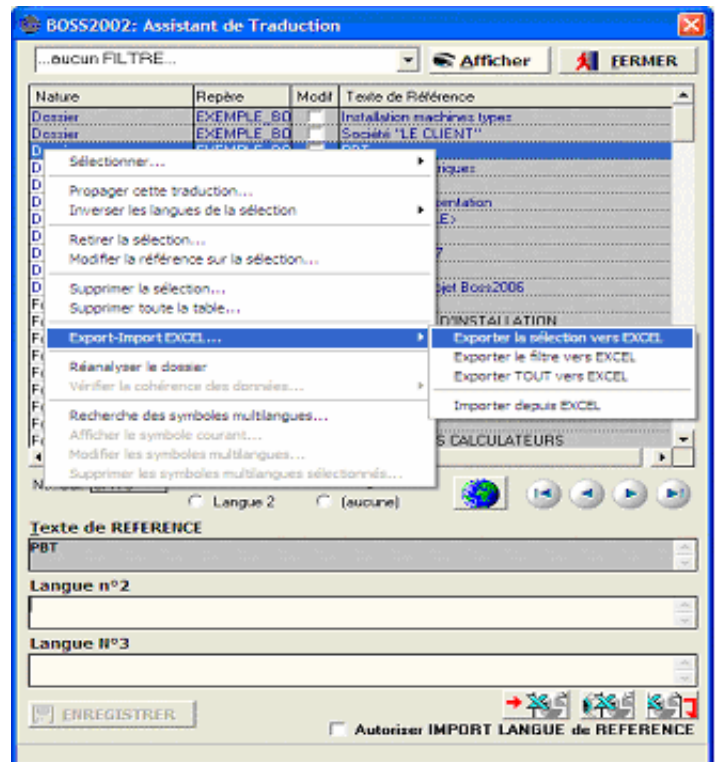 BOSS2002: Assistant de Traduction
...aucun FILTRE...
Afficher
FERMER
Nature Repère Modif Texte de Référence
Dossier EXEMPLE_BO Installation machines types
Dossier EXEMPLE_BO Société "LE CLIENT"
PBT
Sélectionner...
Propager cette traduction...
Inverser les langues de la sélection
Retirer la sélection...
Modifier la référence sur la sélection...
Supprimer la sélection...
Supprimer toute la table...
Boss2006
D'INSTALLATION
Export-Import EXCEL...
Exporter la sélection vers EXCEL
Exporter le filtre vers EXCEL
Exporter TOUT vers EXCEL
Importer depuis EXCEL
Réanalyser le dossier
Vérifier la cohérence des données...
Recherche des symboles multilangues...
Afficher le symbole courant...
Modifier les symboles multilangues...
Supprimer les symboles multilangues sélectionnés...
S CALCULATEURS
Langue 2 (aucune)
Texte de REFERENCE
PBT
Langue n°2
Langue N°3
ENREGISTRER
Autoriser IMPORT LANGUE de REFERENCE